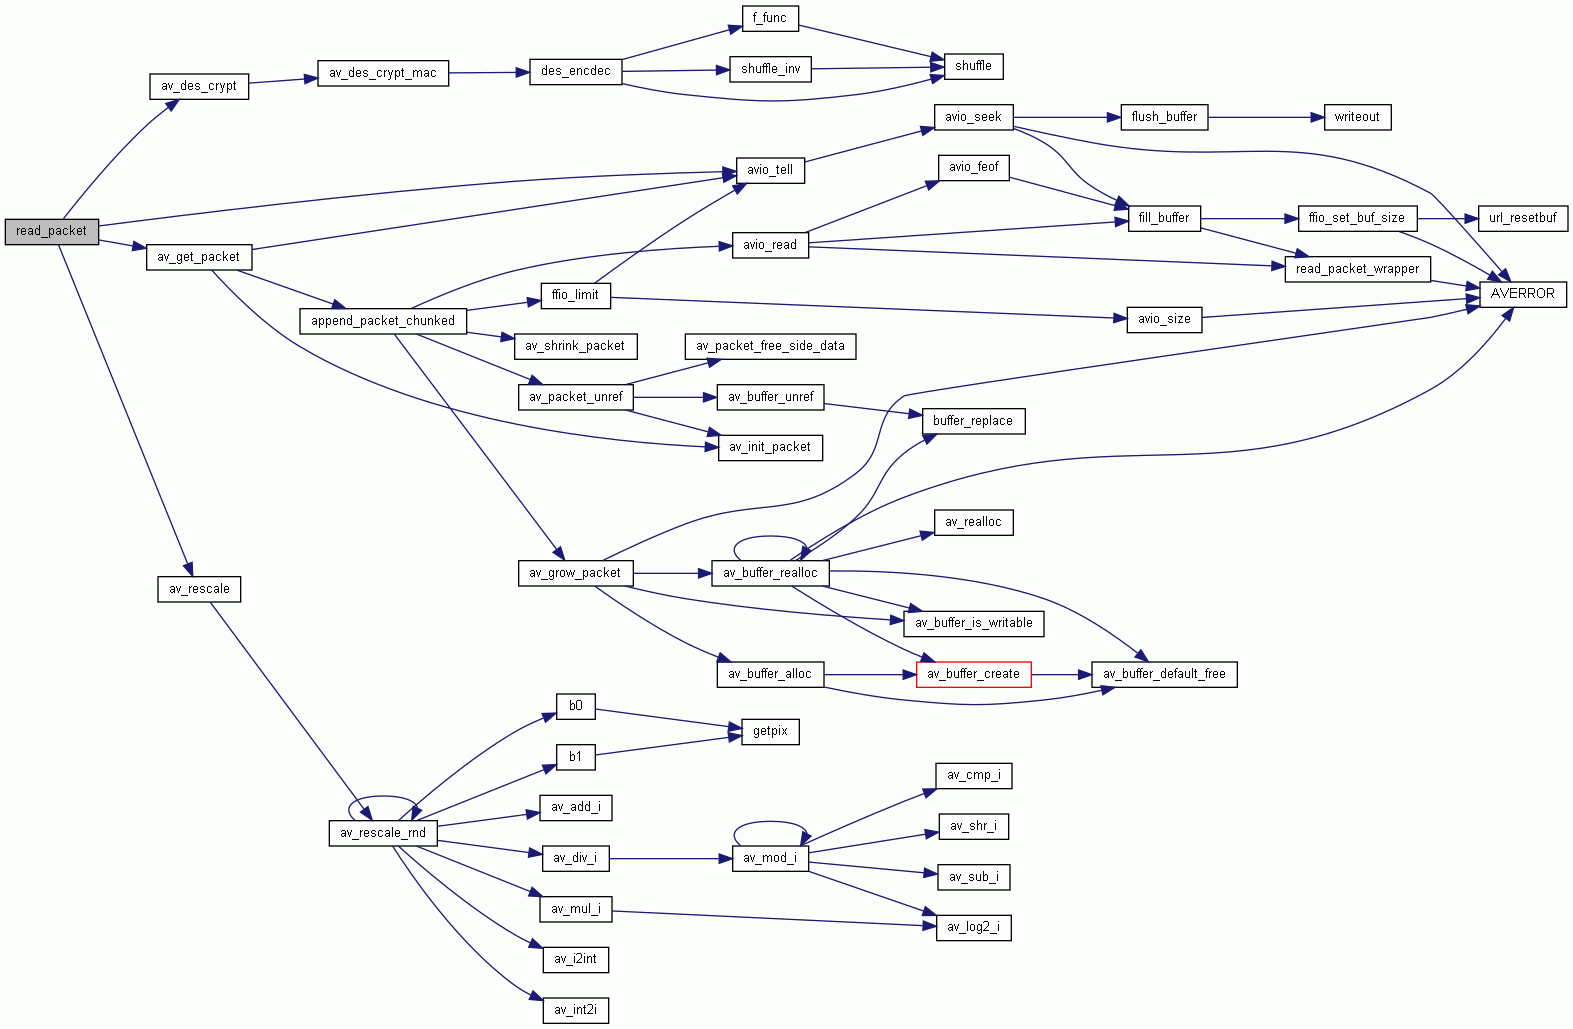 f_func
av_des_crypt
av_des_crypt_mac
des_encdec
shuffle_inv
shuffle
avio_seek
flush_buffer
writeout
avio_tell
avio_feof
read_packet
av_get_packet
avio_read
fill_buffer
ffio_set_buf_size
url_resetbuf
read_packet_wrapper
ffio_limit
AVERROR
append_packet_chunked
avio_size
av_shrink_packet
av_packet_free_side_data
av_packet_unref
av_buffer_unref
buffer_replace
av_init_packet
av_realloc
av_grow_packet
av_buffer_realloc
av_rescale
av_buffer_is_writable
av_buffer_alloc
av_buffer_create
av_buffer_default_free
b0
getpix
b1
av_cmp_i
av_add_i
av_rescale_rnd
av_shr_i
av_div_i
av_mod_i
av_sub_i
av_mul_i
av_log2_i
av_i2int
av_int2i